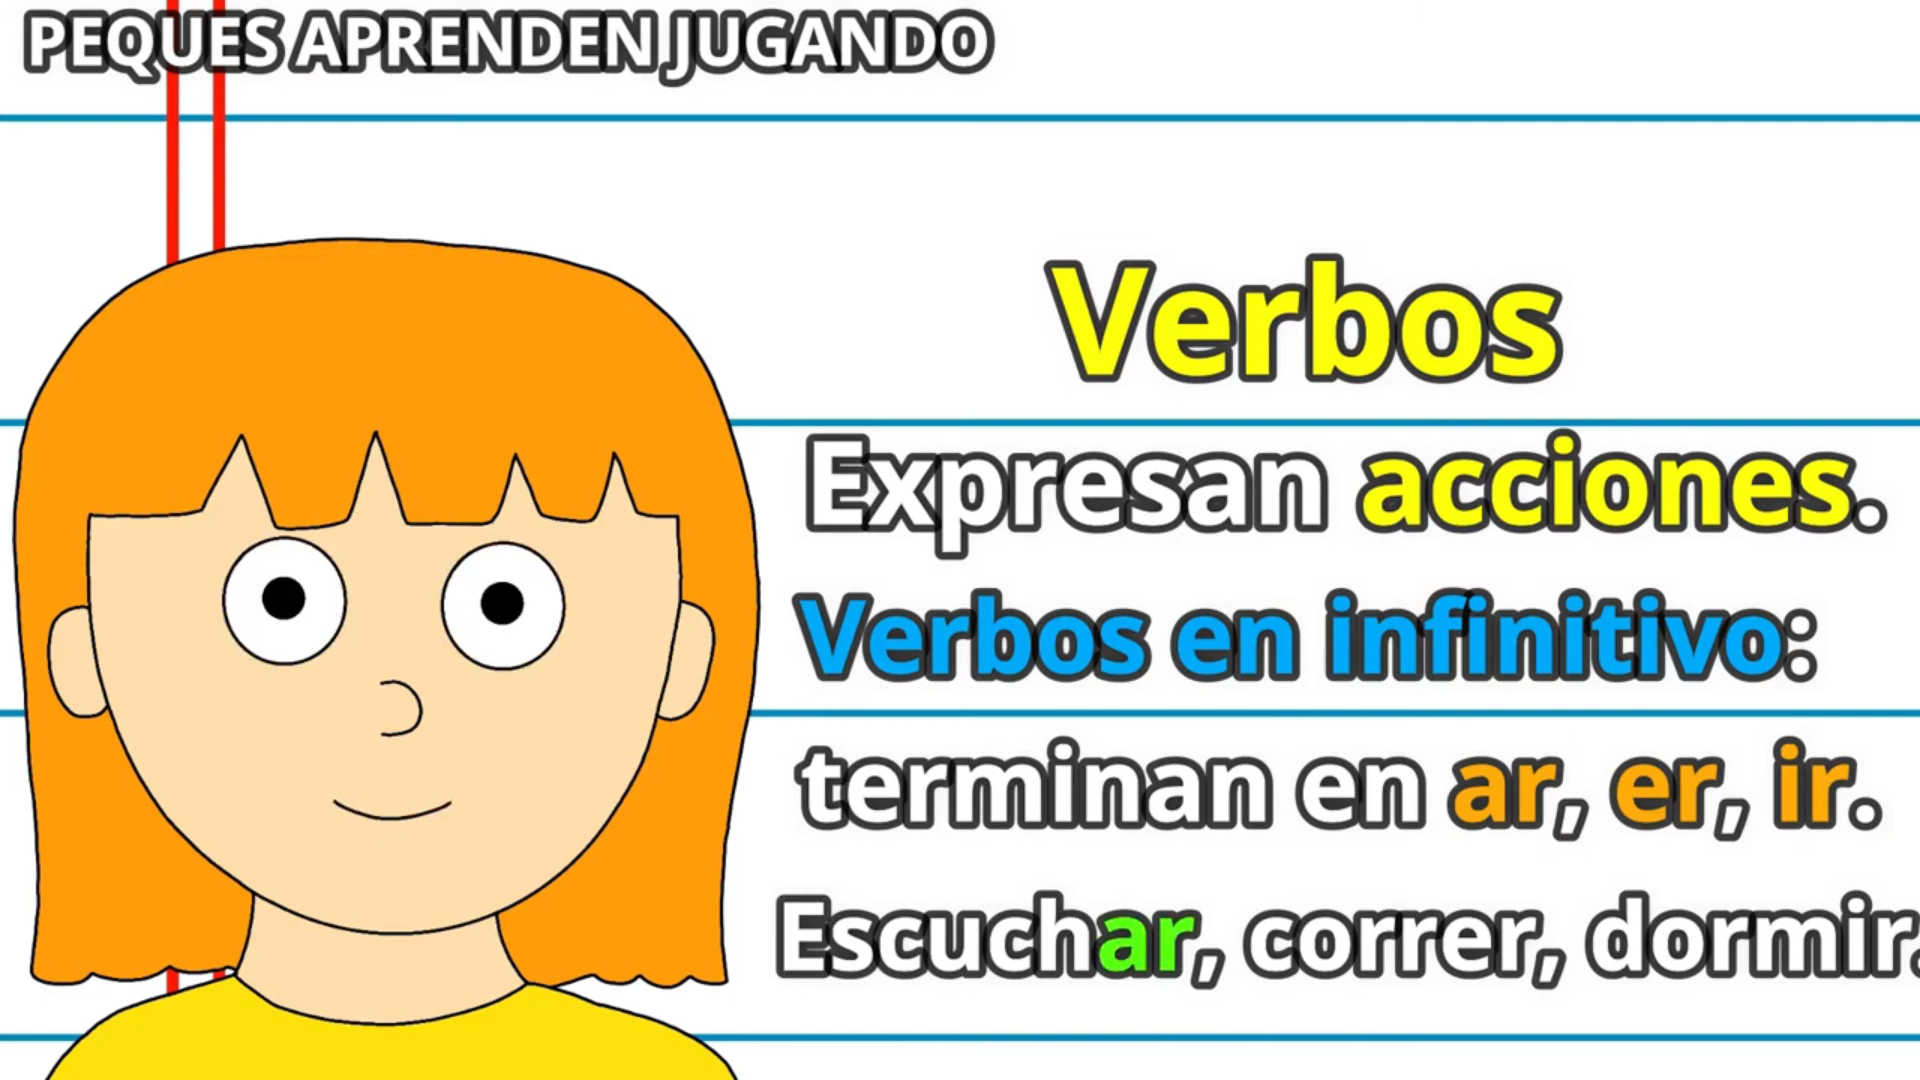 PEQUES APRENDEN JUGANDO
Verbos
Expresan acciones.
Verbos en infinitivo:
terminan en ar, er, ir.
Escuchar, correr, dormir.